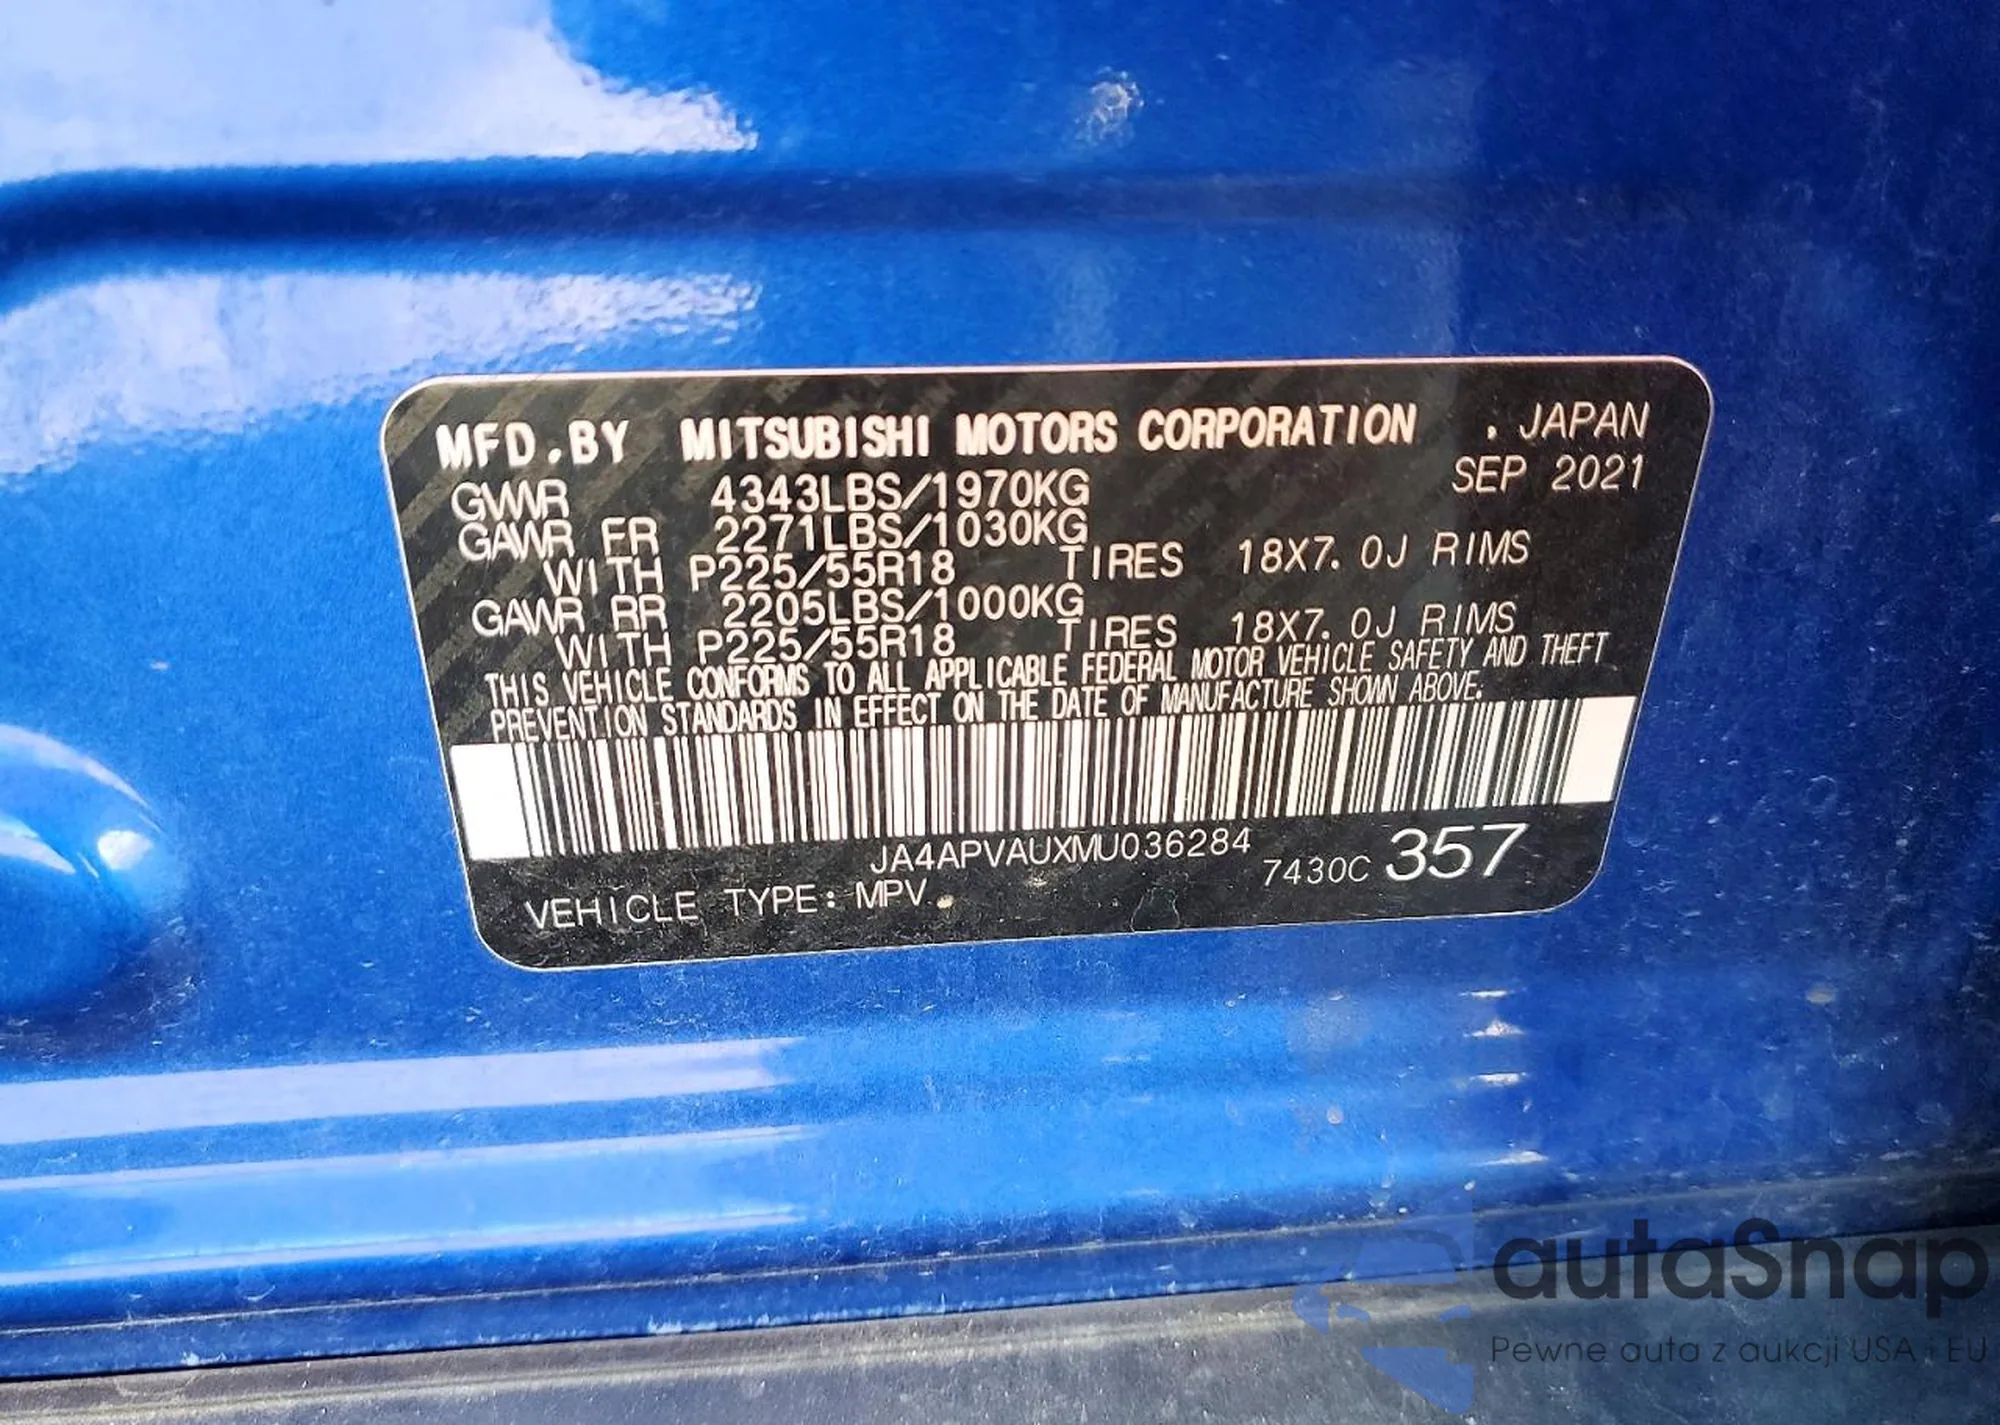 MFD.BY MITSUBISHI MOTORS CORPORATION . JAPAN
GVWR 4343LBS/1970KG SEP 2021
GAWR FR 2271LBS/1030KG
WITH P225/55R18 TIRES 18X7.0J RIMS
GAWR RR 2205LBS/1000KG
WITH P225/55R18 TIRES 18X7.0J RIMS
THIS VEHICLE CONFORMS TO ALL APPLICABLE FEDERAL MOTOR VEHICLE SAFETY AND THEFT
PREVENTION STANDARDS IN EFFECT ON THE DATE OF MANUFACTURE SHOWN ABOVE.
JA4APVAUXMU036284 7430C 357
VEHICLE TYPE: MPV
autaSnap
Pewne auta z aukcji USA i EU